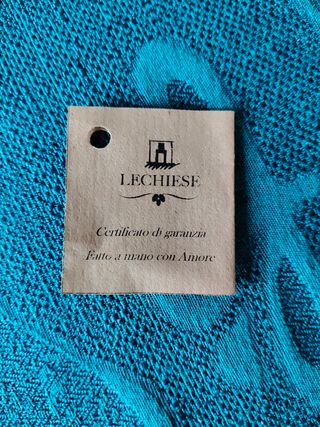 LECHIESE
Certificato di garanzia
Fatto a mano con Amore